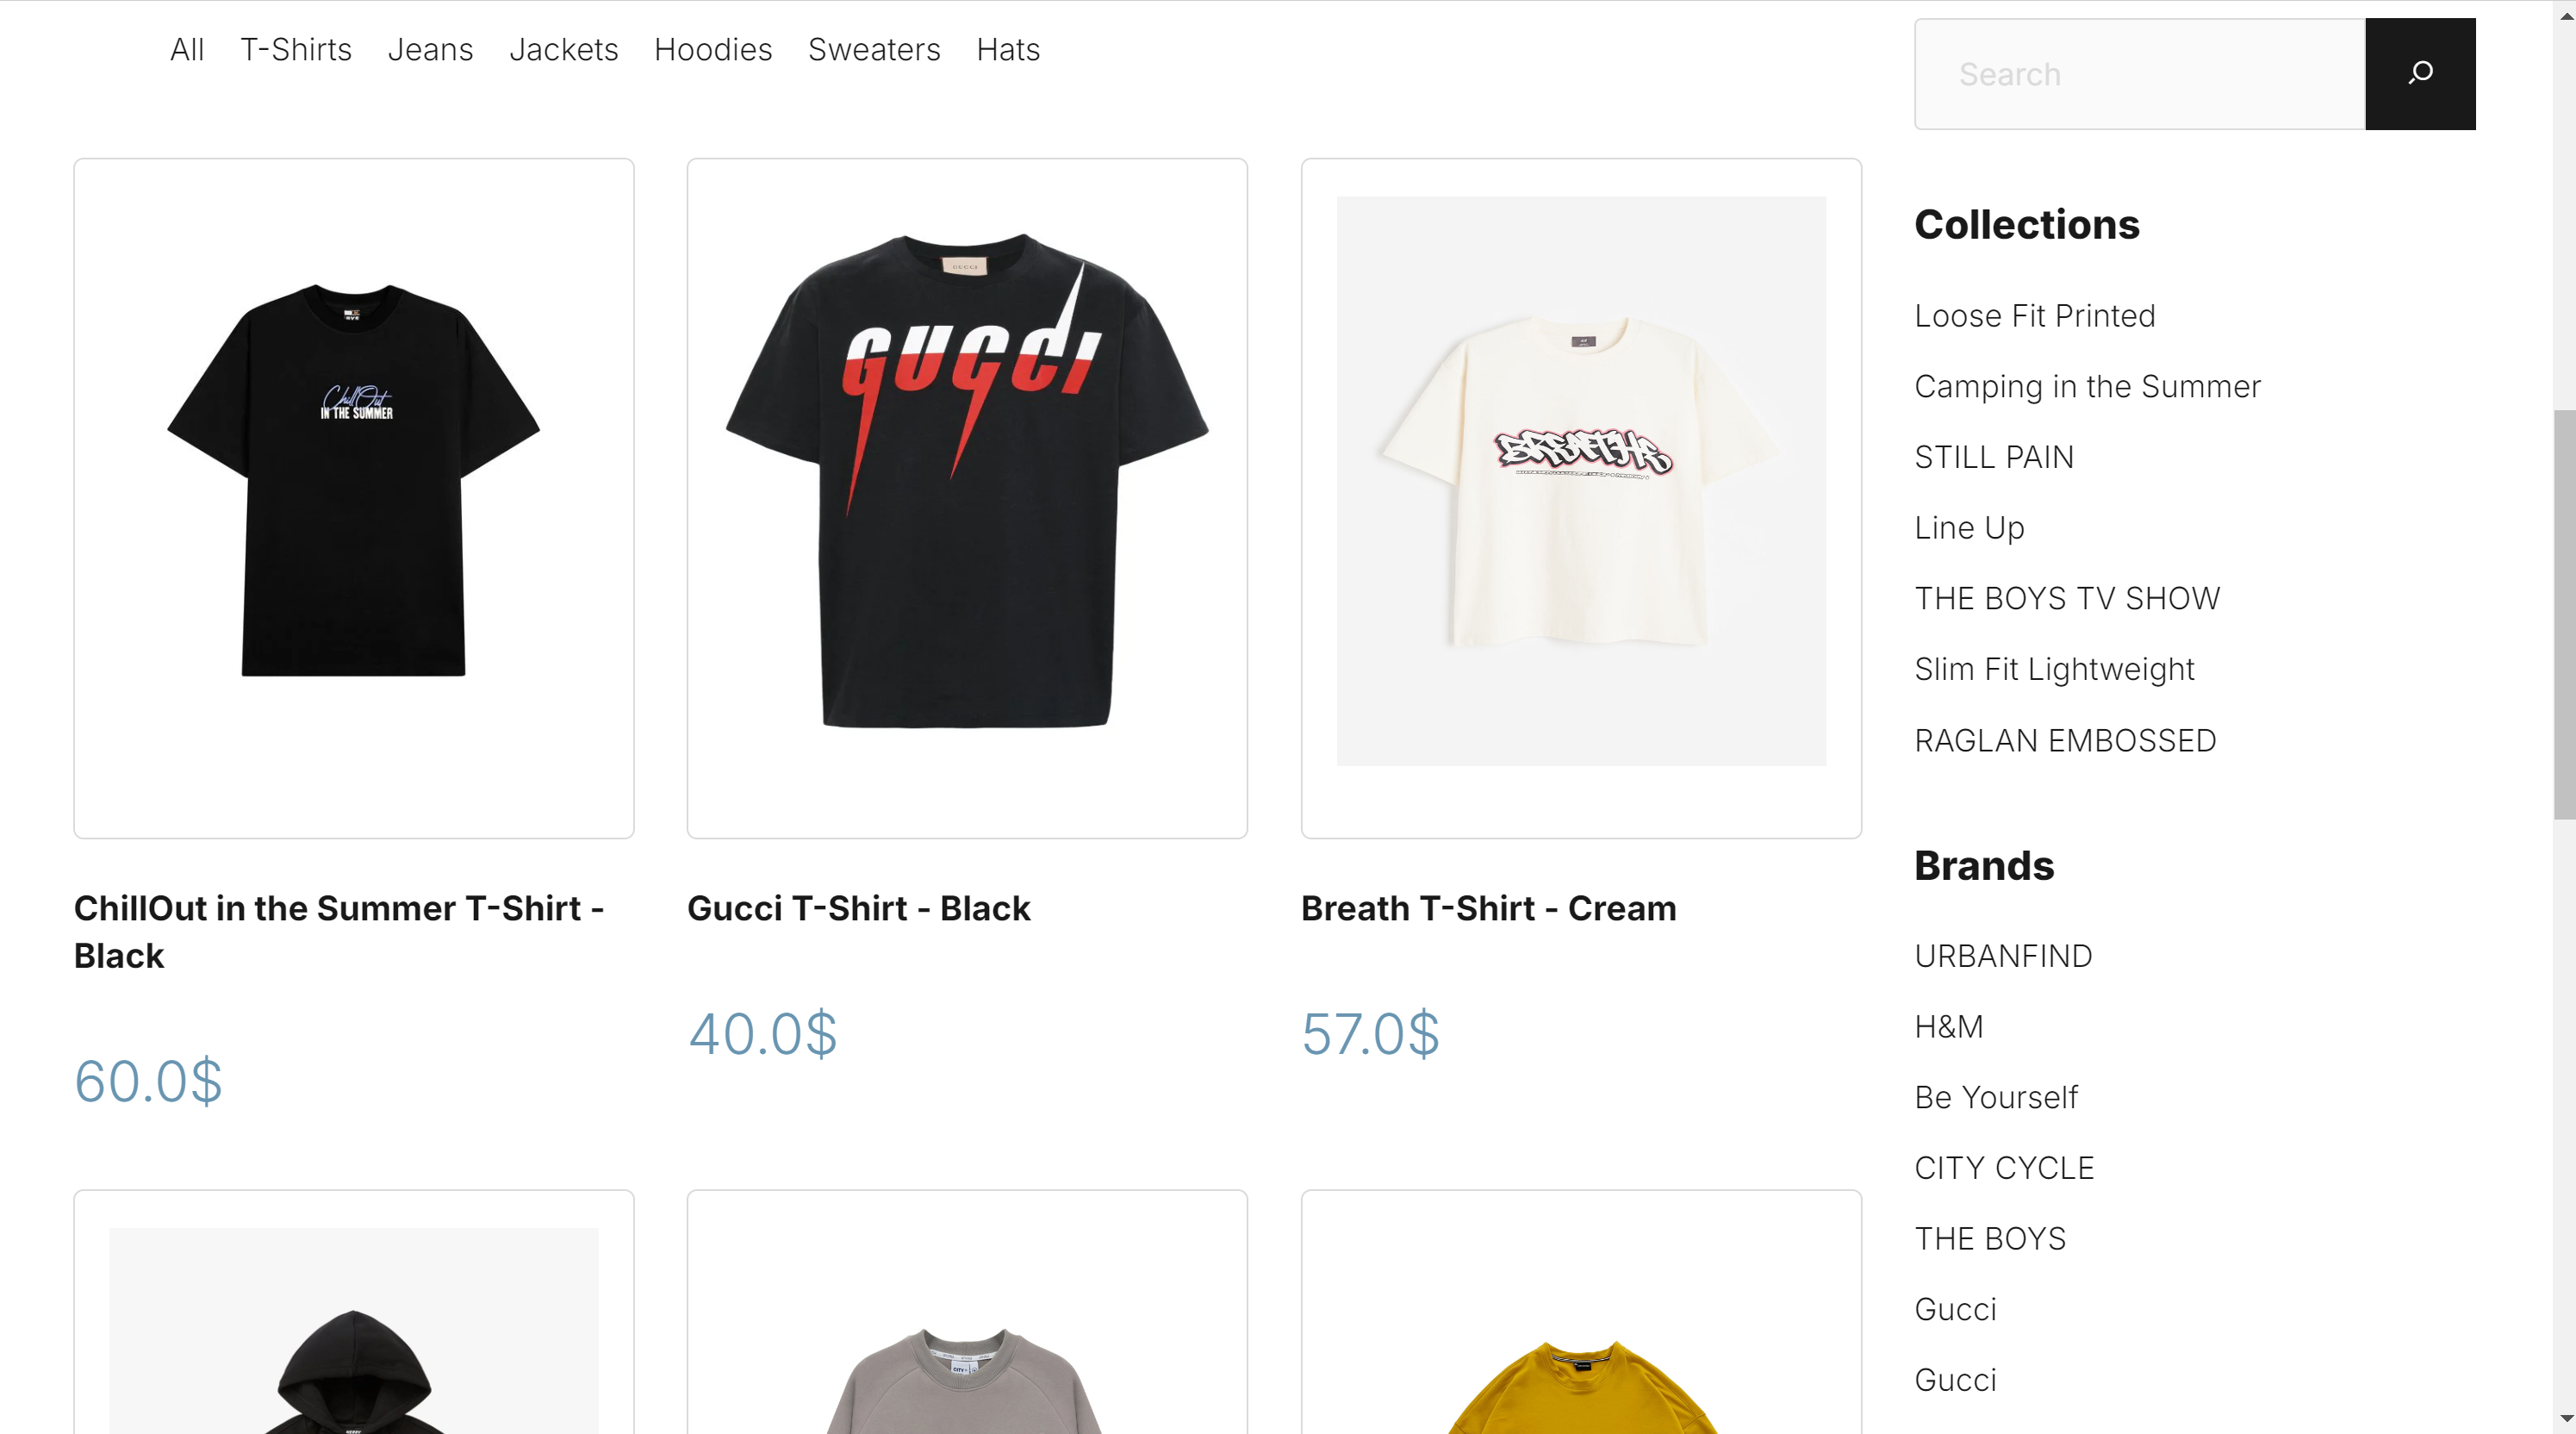 All T-Shirts Jeans Jackets Hoodies Sweaters Hats
Search
ChillOut
IN THE SUMMER
GUCCI
GUCCI
BREATHE
ChillOut in the Summer T-Shirt -
Black
60.0$
Gucci T-Shirt - Black
40.0$
Breath T-Shirt - Cream
57.0$
CITY
Collections
Loose Fit Printed
Camping in the Summer
STILL PAIN
Line Up
THE BOYS TV SHOW
Slim Fit Lightweight
RAGLAN EMBOSSED
Brands
URBANFIND
H&M
Be Yourself
CITY CYCLE
THE BOYS
Gucci
Gucci